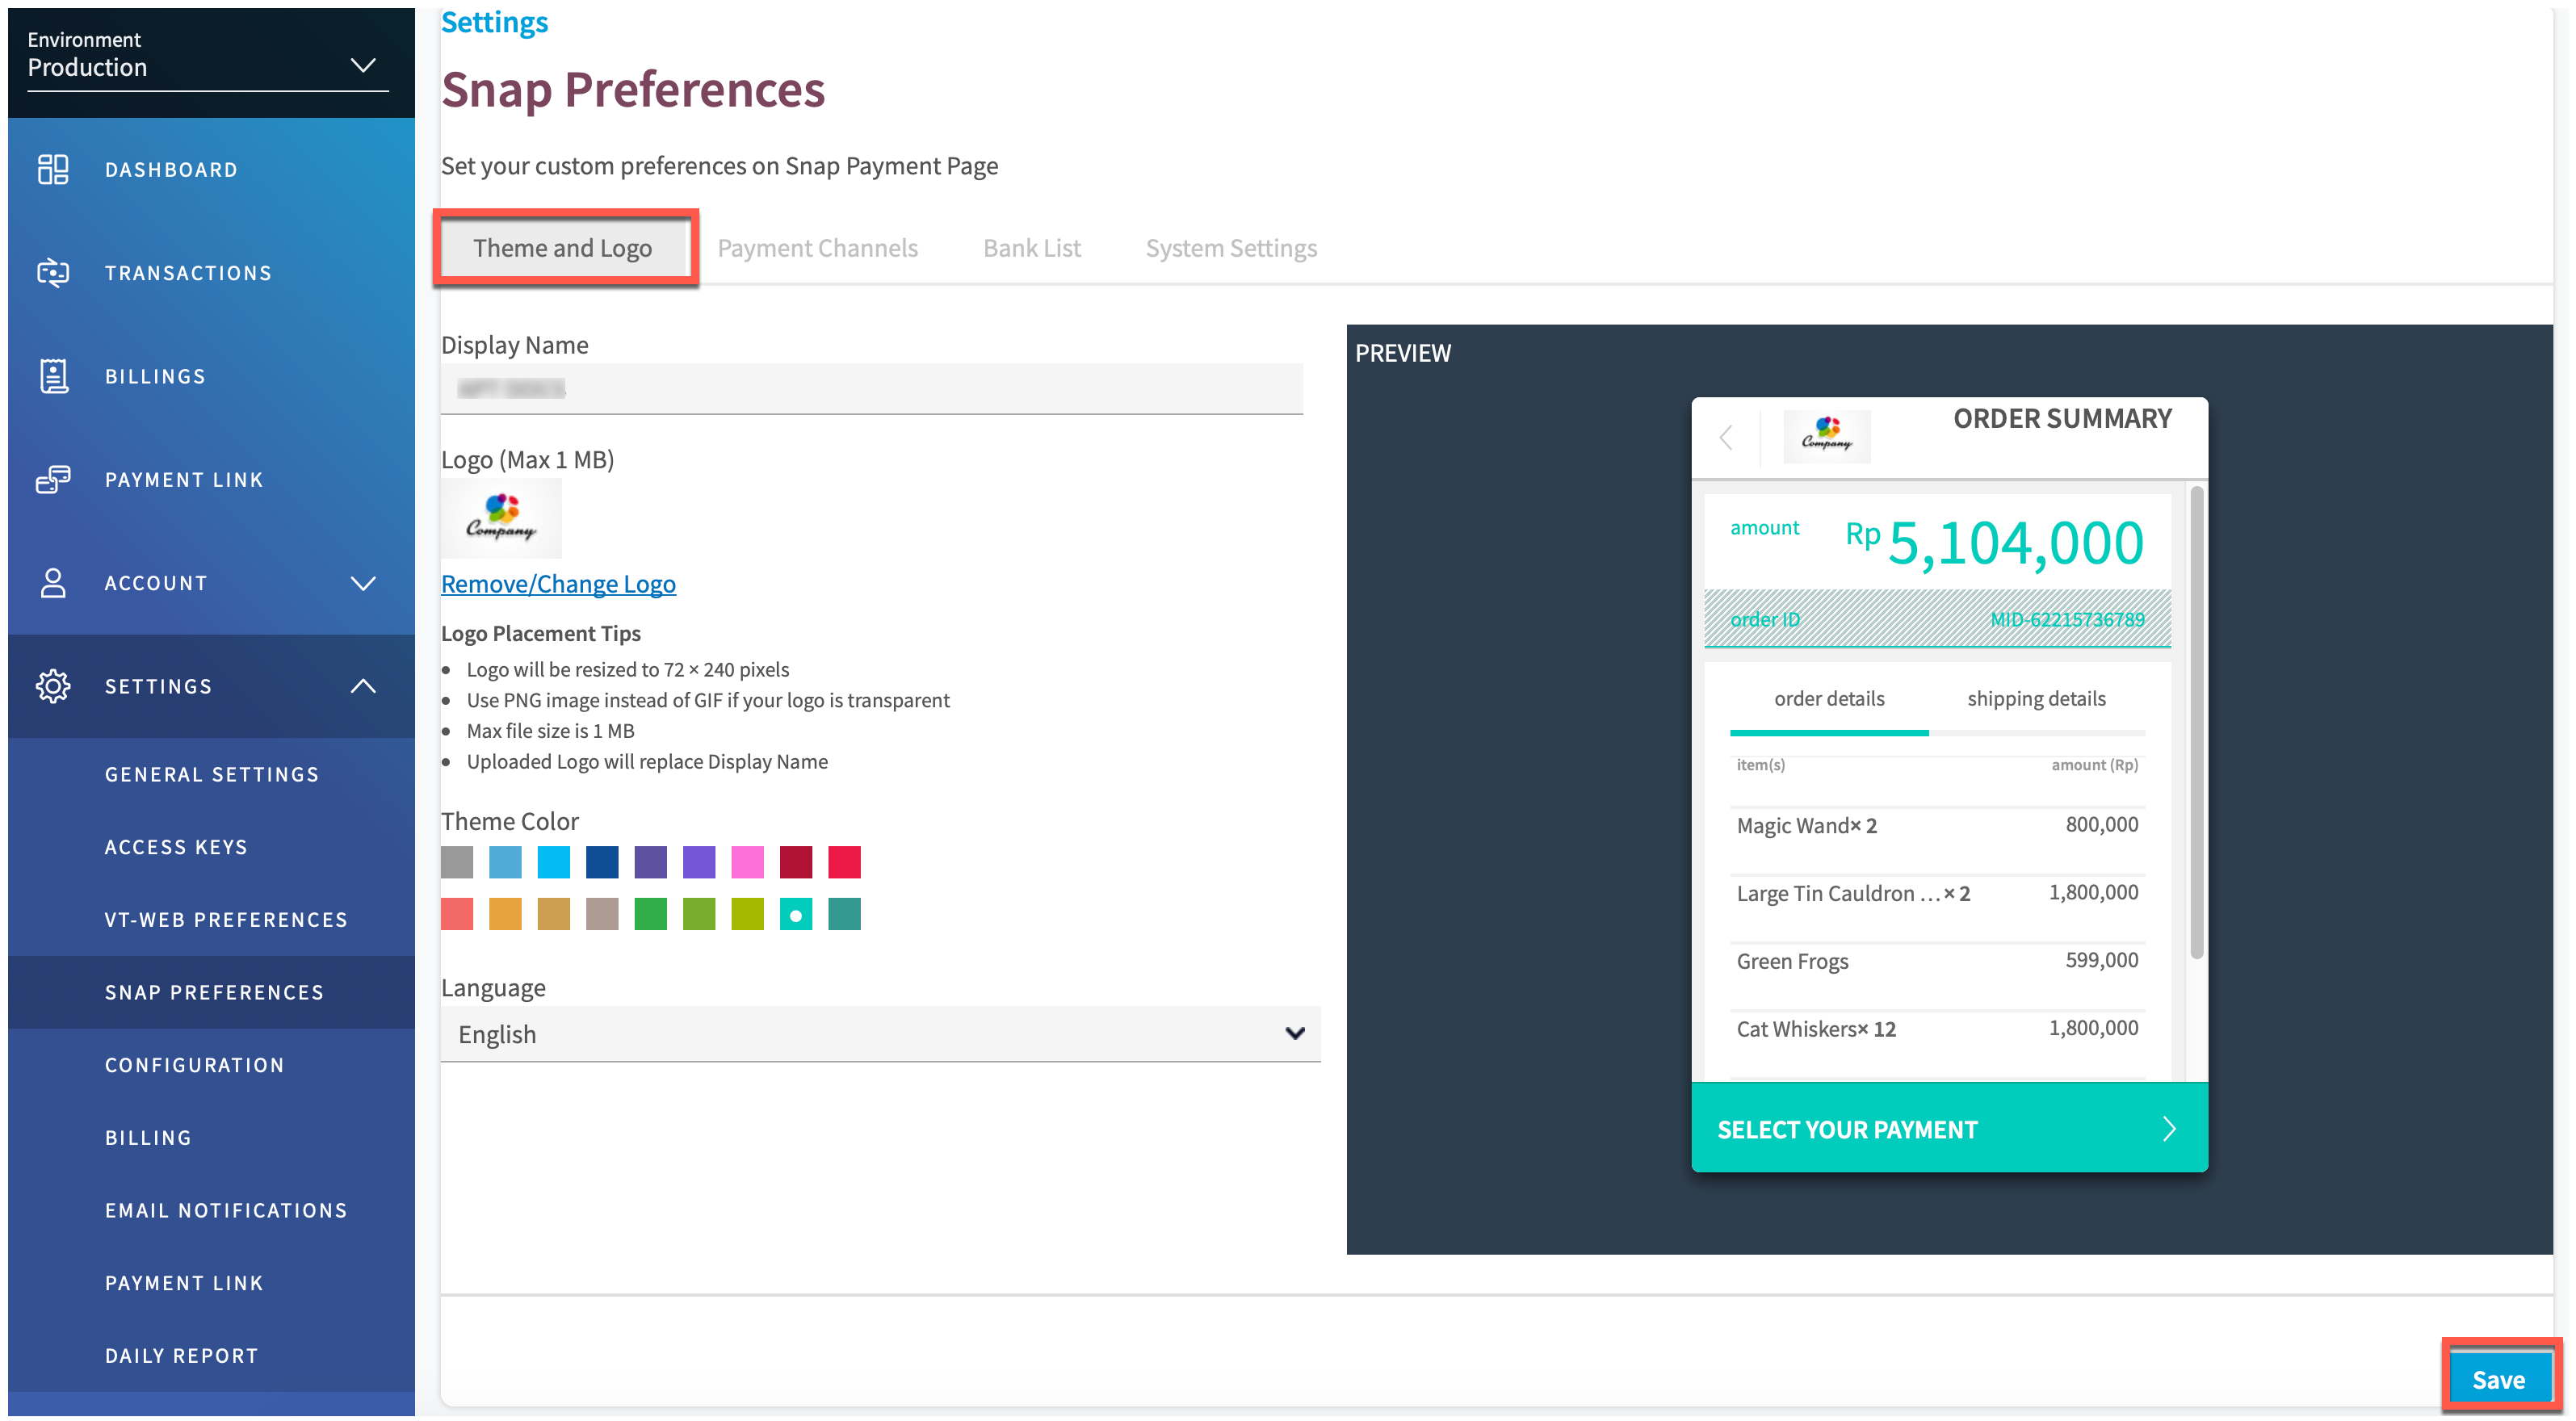 Environment
Production
DASHBOARD
TRANSACTIONS
BILLINGS
PAYMENT LINK
ACCOUNT
SETTINGS
GENERAL SETTINGS
ACCESS KEYS
VT-WEB PREFERENCES
SNAP PREFERENCES
CONFIGURATION
BILLING
EMAIL NOTIFICATIONS
PAYMENT LINK
DAILY REPORT
Settings
Snap Preferences
Set your custom preferences on Snap Payment Page
Theme and Logo Payment Channels Bank List System Settings
Display Name
Logo (Max 1 MB)
Company
Remove/Change Logo
Logo Placement Tips
• Logo will be resized to 72 × 240 pixels
• Use PNG image instead of GIF if your logo is transparent
• Max file size is 1 MB
• Uploaded Logo will replace Display Name
Theme Color
Language
English
PREVIEW
Company ORDER SUMMARY
amount Rp 5,104,000
order ID MID-62215736789
order details shipping details
item(s) amount (Rp)
Magic Wand× 2 800,000
Large Tin Cauldron ...× 2 1,800,000
Green Frogs 599,000
Cat Whiskers× 12 1,800,000
SELECT YOUR PAYMENT
Save